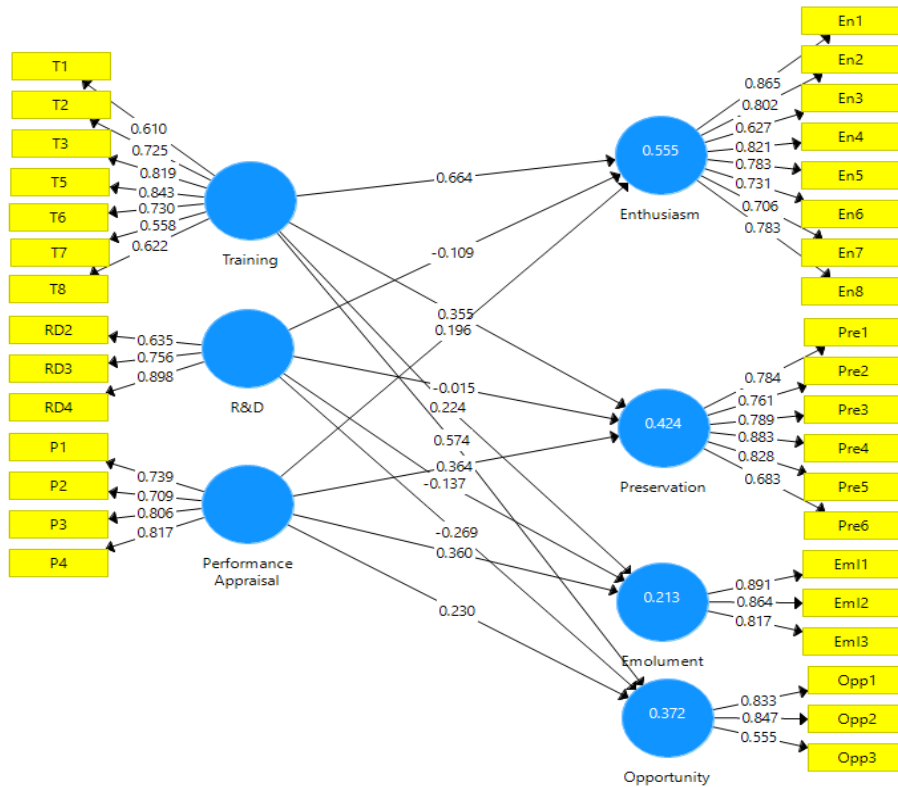 T1
T2
T3
T5
T6
T7
T8
0.610
0.725
0.819
0.843
0.730
0.558
0.622
Training
RD2
RD3
RD4
0.635
0.756
0.898
R&D
P1
P2
P3
P4
0.739
0.709
0.806
0.817
Performance
Appraisal
0.664
-0.109
0.355
0.196
-0.015
0.224
0.574
0.364
-0.137
-0.269
0.360
0.230
0.555
Enthusiasm
0.865
0.802
0.627
0.821
0.783
0.731
0.706
0.783
En1
En2
En3
En4
En5
En6
En7
En8
0.424
Preservation
0.784
0.761
0.789
0.883
0.828
0.683
Pre1
Pre2
Pre3
Pre4
Pre5
Pre6
0.213
Emolument
0.891
0.864
0.817
Eml1
Eml2
Eml3
0.372
Opportunity
0.833
0.847
0.555
Opp1
Opp2
Opp3